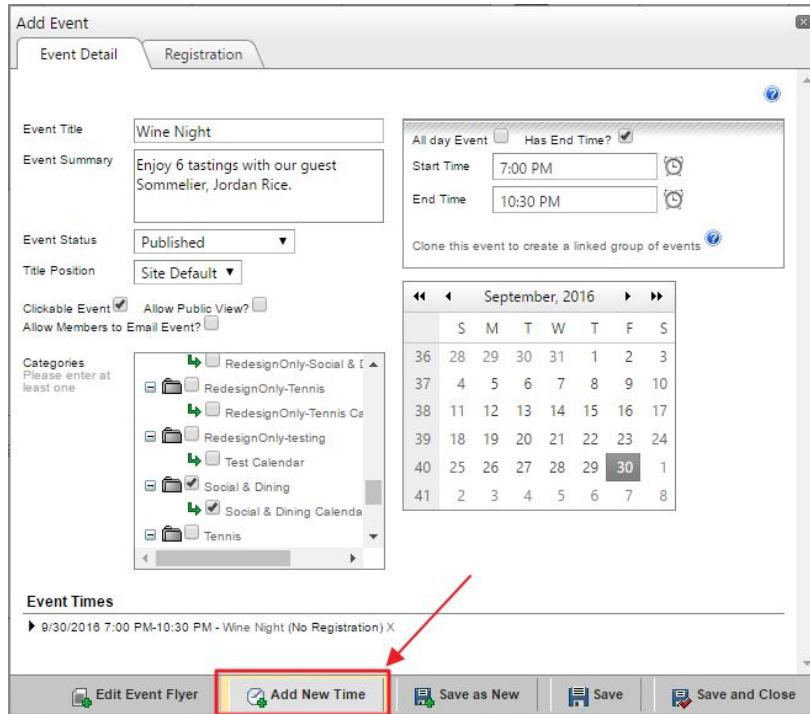 Add Event
Event Detail
Registration
Event Title
Wine Night
Event Summary
Enjoy 6 tastings with our guest
Sommelier, Jordan Rice.
Event Status
Published
Title Position
Site Default
Clickable Event
Allow Public View?
Allow Members to Email Event?
Categories
Please enter at
least one
RedesignOnly-Social & D
RedesignOnly-Tennis
RedesignOnly-Tennis Ca
RedesignOnly-testing
Test Calendar
Social & Dining
Social & Dining Calenda
Tennis
All day Event
Has End Time?
Start Time
7:00 PM
End Time
10:30 PM
Clone this event to create a linked group of events
September, 2016
S M T W T F S
36 28 29 30 31 1 2 3
37 4 5 6 7 8 9 10
38 11 12 13 14 15 16 17
39 18 19 20 21 22 23 24
40 25 26 27 28 29 30 1
41 2 3 4 5 6 7 8
Event Times
9/30/2016 7:00 PM-10:30 PM - Wine Night (No Registration) X
Edit Event Flyer
Add New Time
Save as New
Save
Save and Close